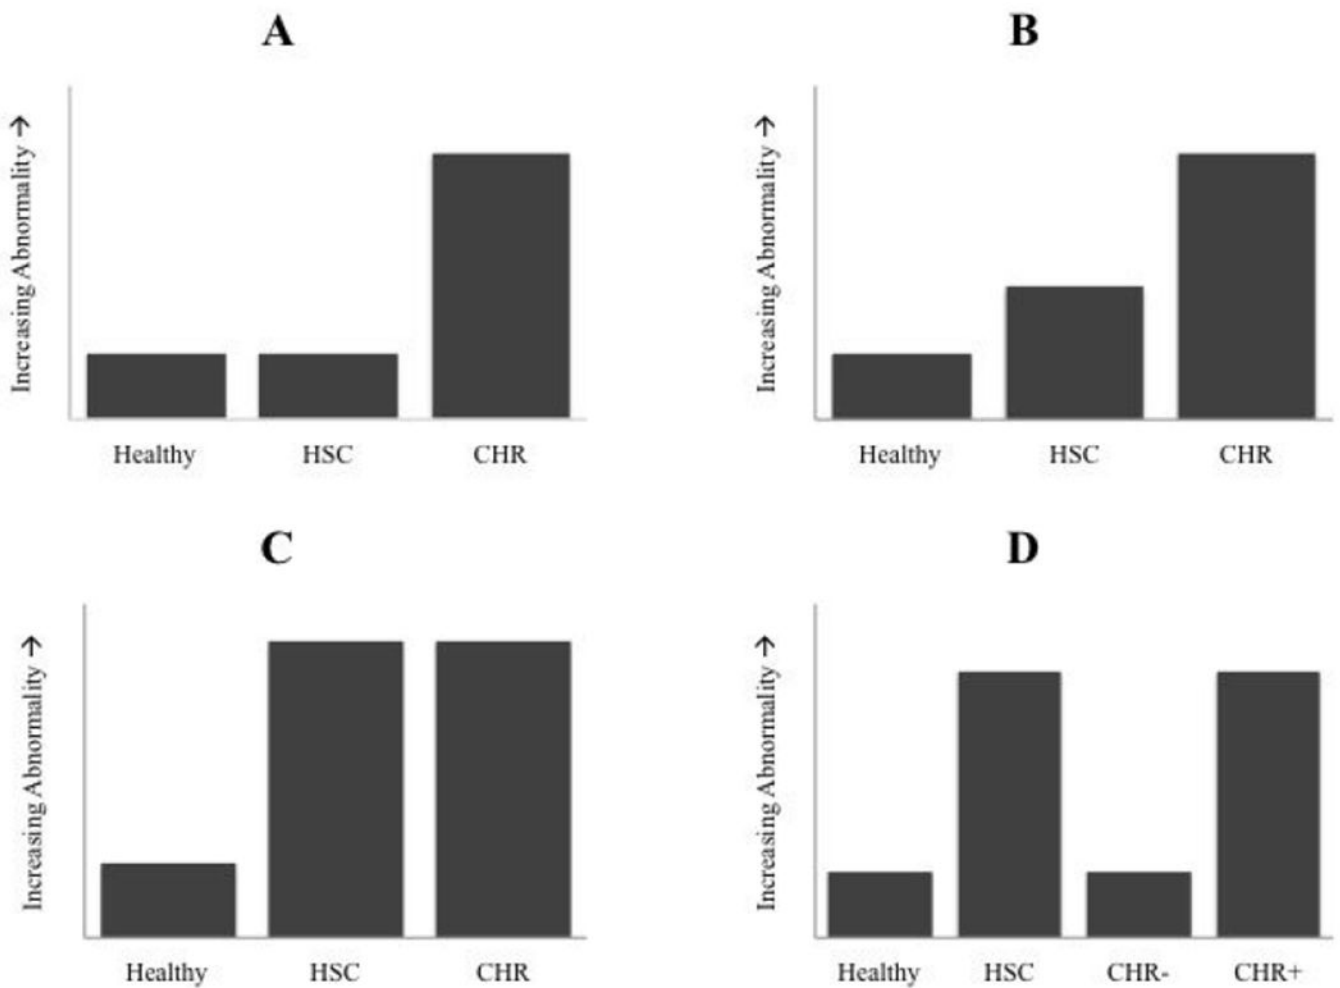 A
Increasing Abnormality →
Healthy HSC CHR
B
Increasing Abnormality →
Healthy HSC CHR
C
Increasing Abnormality →
Healthy HSC CHR
D
Increasing Abnormality →
Healthy HSC CHR- CHR+